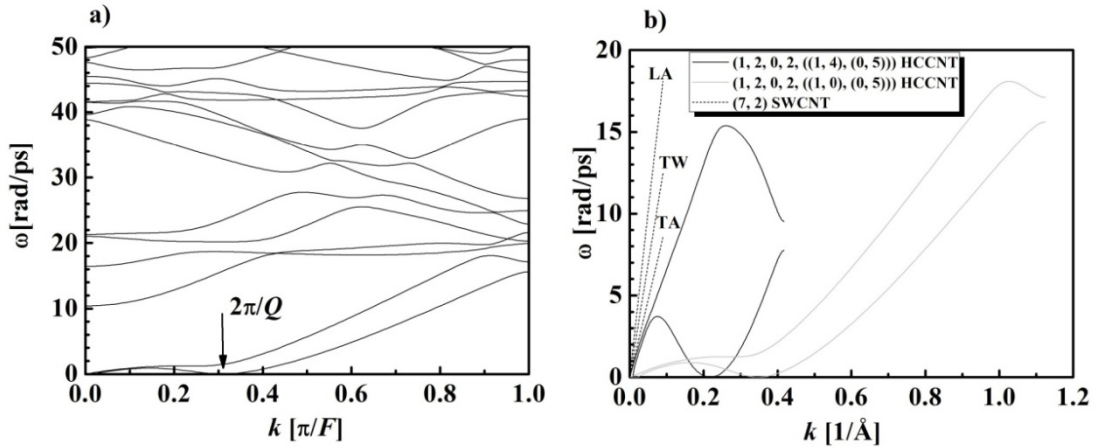 a)
50
40
30
20
10
0
ω [rad/ps]
2π/Q
0.0 0.2 0.4 0.6 0.8 1.0
k [π/F]
b)
20
15
10
5
0
ω [rad/ps]
(1, 2, 0, 2, ((1, 4), (0, 5))) HCCNT
(1, 2, 0, 2, ((1, 0), (0, 5))) HCCNT
(7, 2) SWCNT
LA
TW
TA
0.0 0.2 0.4 0.6 0.8 1.0 1.2
k [1/Å]